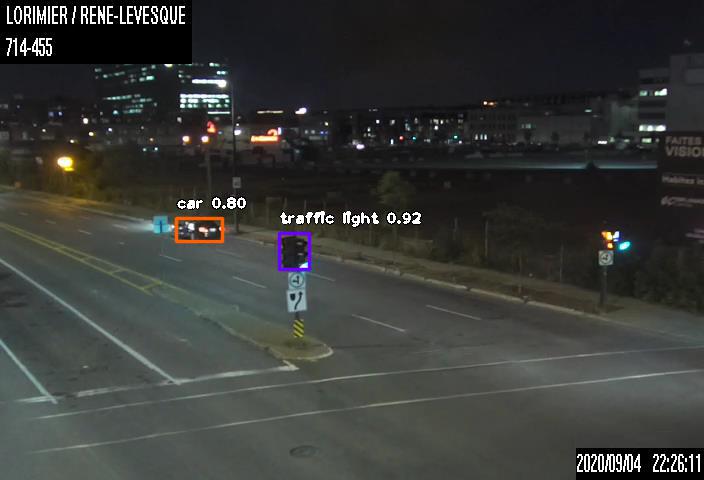 LORIMIER / RENE-LEVESQUE
714-455
car 0.80
traffic light 0.92
FAITES
VISION
2020/09/04 22:26:11